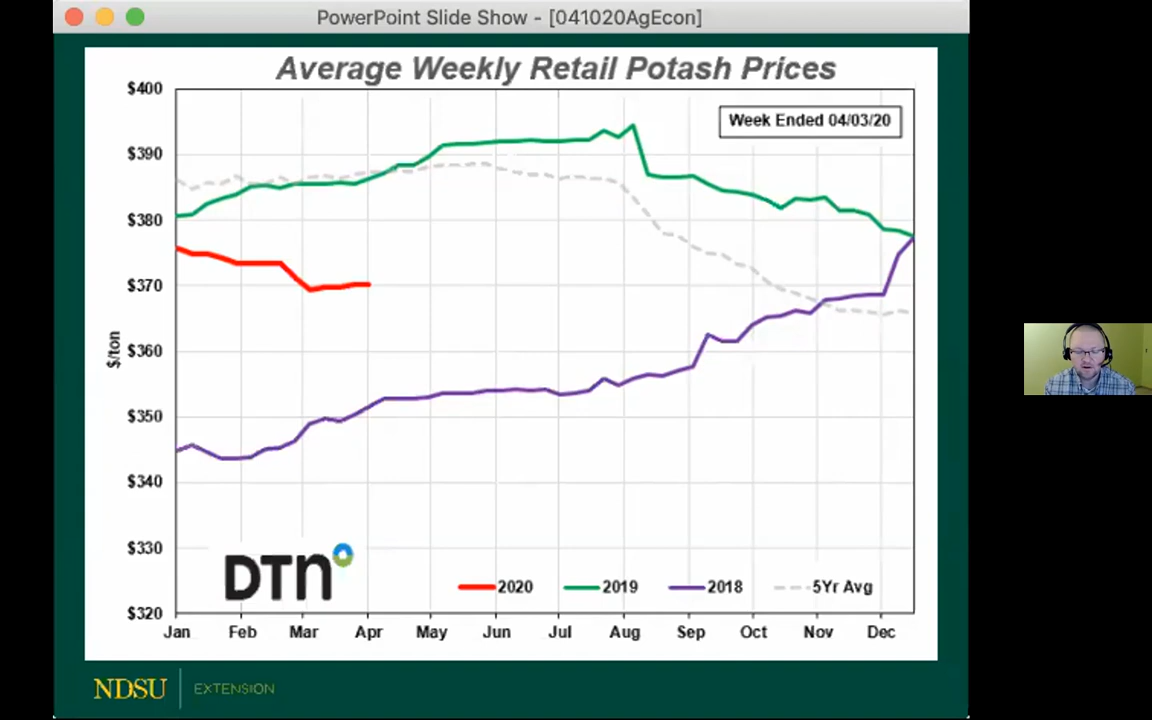 PowerPoint Slide Show - [041020AgEcon]
Average Weekly Retail Potash Prices
Week Ended 04/03/20
$400
$390
$380
$370
$360
$350
$340
$330
$320
$/ton
DTN
2020 2019 2018 5Yr Avg
Jan Feb Mar Apr May Jun Jul Aug Sep Oct Nov Dec
NDSU EXTENSION